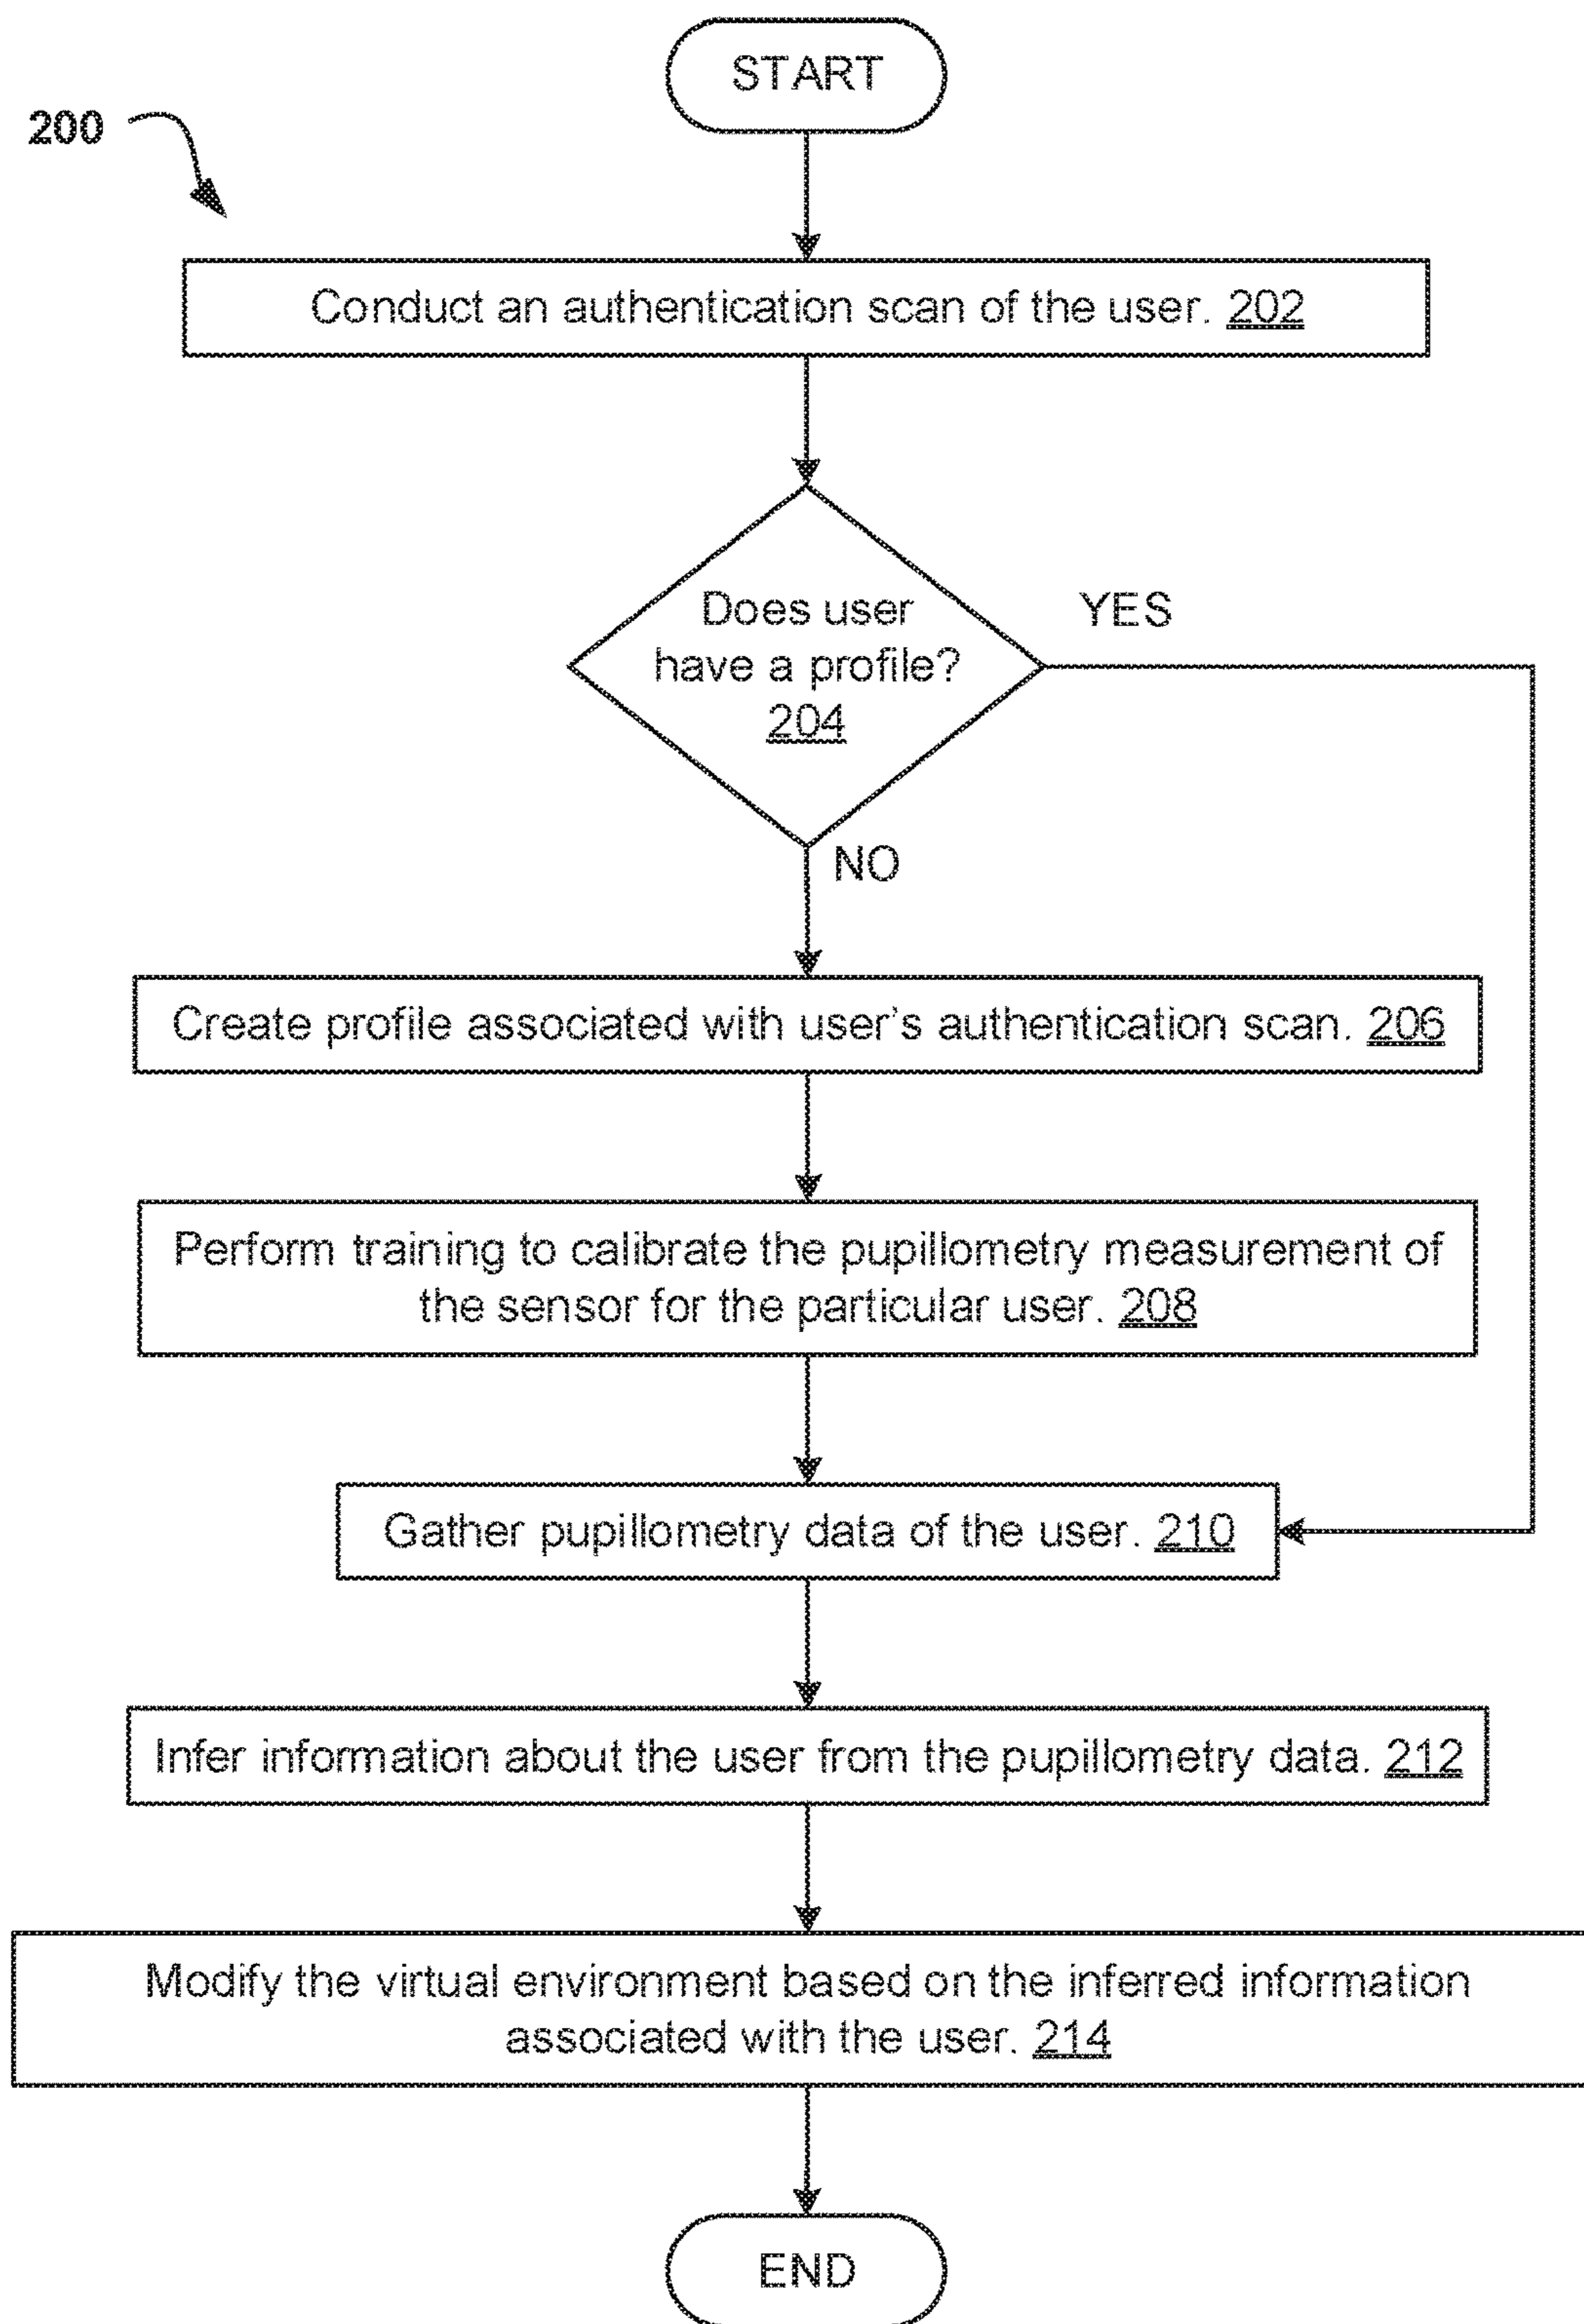 START
200
Conduct an authentication scan of the user. 202
Does user
have a profile?
204
YES
NO
Create profile associated with user's authentication scan. 206
Perform training to calibrate the pupillometry measurement of
the sensor for the particular user. 208
Gather pupillometry data of the user. 210
Infer information about the user from the pupillometry data. 212
Modify the virtual environment based on the inferred information
associated with the user. 214
END